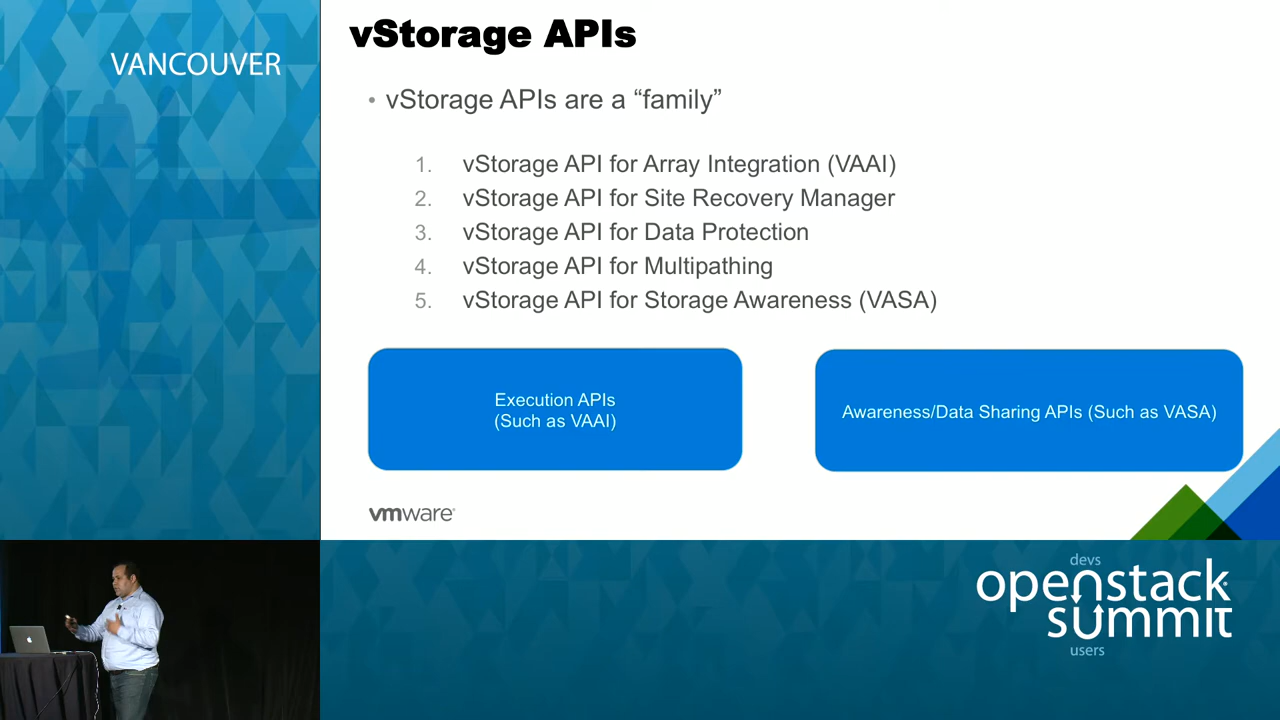 VANCOUVER
vStorage APIs
• vStorage APIs are a “family”
1. vStorage API for Array Integration (VAAI)
2. vStorage API for Site Recovery Manager
3. vStorage API for Data Protection
4. vStorage API for Multipathing
5. vStorage API for Storage Awareness (VASA)
Execution APIs
(Such as VAAI)
Awareness/Data Sharing APIs (Such as VASA)
vmware
devs
openstack
summit
users